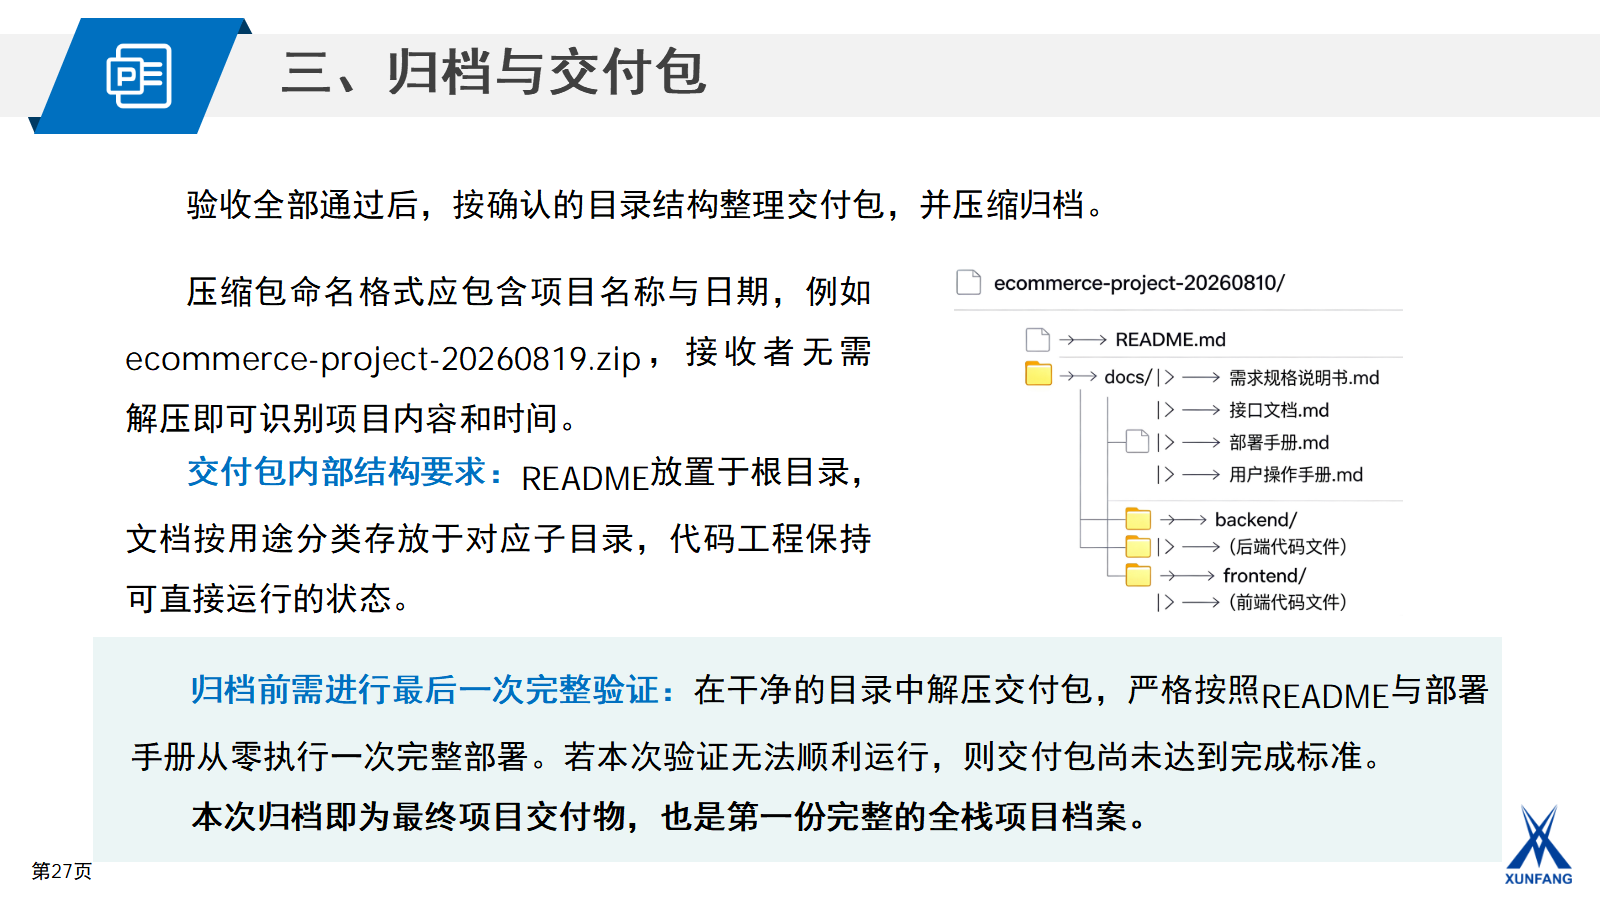 三、归档与交付包
验收全部通过后，按确认的目录结构整理交付包，并压缩归档。
压缩包命名格式应包含项目名称与日期，例如
ecommerce-project-20260819.zip，接收者无需
解压即可识别项目内容和时间。
交付包内部结构要求：README放置于根目录，
文档按用途分类存放于对应子目录，代码工程保持
可直接运行的状态。
ecommerce-project-20260810/
README.md
docs/
需求规格说明书.md
接口文档.md
部署手册.md
用户操作手册.md
backend/
（后端代码文件）
frontend/
（前端代码文件）
归档前需进行最后一次完整验证：在干净的目录中解压交付包，严格按照README与部署
手册从零执行一次完整部署。若本次验证无法顺利运行，则交付包尚未达到完成标准。
本次归档即为最终项目交付物，也是第一份完整的全栈项目档案。
第27页
XUNFANG